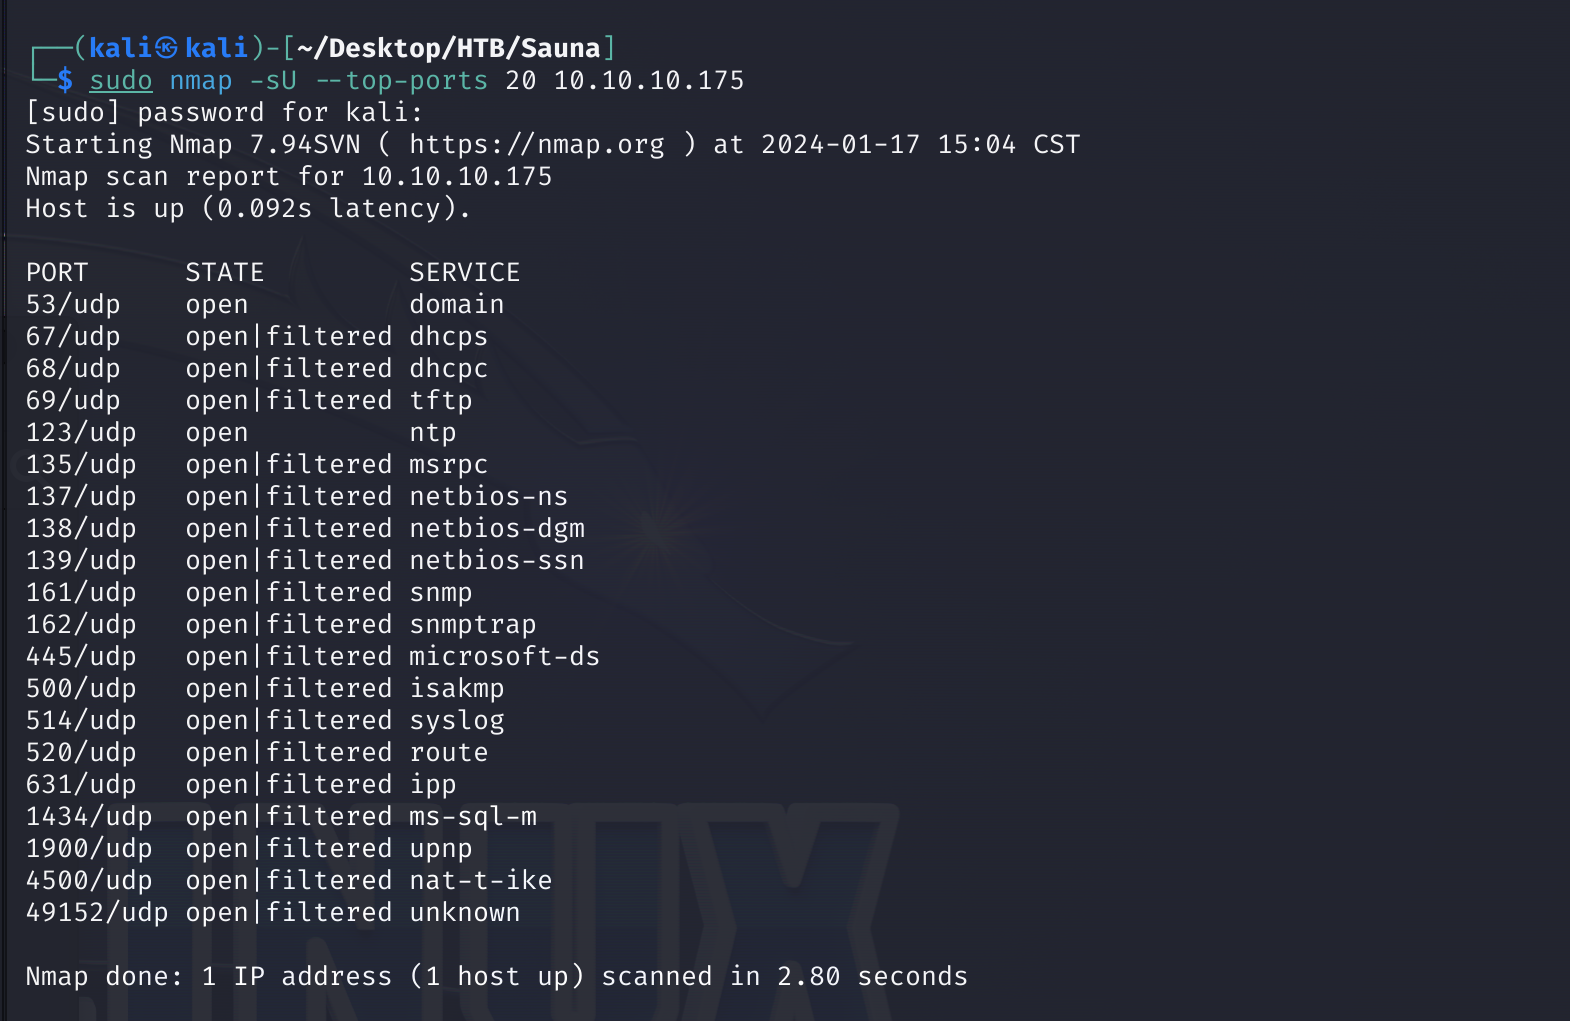 ┌──(kali㉿kali)-[~/Desktop/HTB/Sauna]
└─$ sudo nmap -sU --top-ports 20 10.10.10.175
[sudo] password for kali:
Starting Nmap 7.94SVN ( https://nmap.org ) at 2024-01-17 15:04 CST
Nmap scan report for 10.10.10.175
Host is up (0.092s latency).

PORT      STATE         SERVICE
53/udp    open          domain
67/udp    open|filtered dhcps
68/udp    open|filtered dhcpc
69/udp    open|filtered tftp
123/udp   open          ntp
135/udp   open|filtered msrpc
137/udp   open|filtered netbios-ns
138/udp   open|filtered netbios-dgm
139/udp   open|filtered netbios-ssn
161/udp   open|filtered snmp
162/udp   open|filtered snmptrap
445/udp   open|filtered microsoft-ds
500/udp   open|filtered isakmp
514/udp   open|filtered syslog
520/udp   open|filtered route
631/udp   open|filtered ipp
1434/udp  open|filtered ms-sql-m
1900/udp  open|filtered upnp
4500/udp  open|filtered nat-t-ike
49152/udp open|filtered unknown

Nmap done: 1 IP address (1 host up) scanned in 2.80 seconds